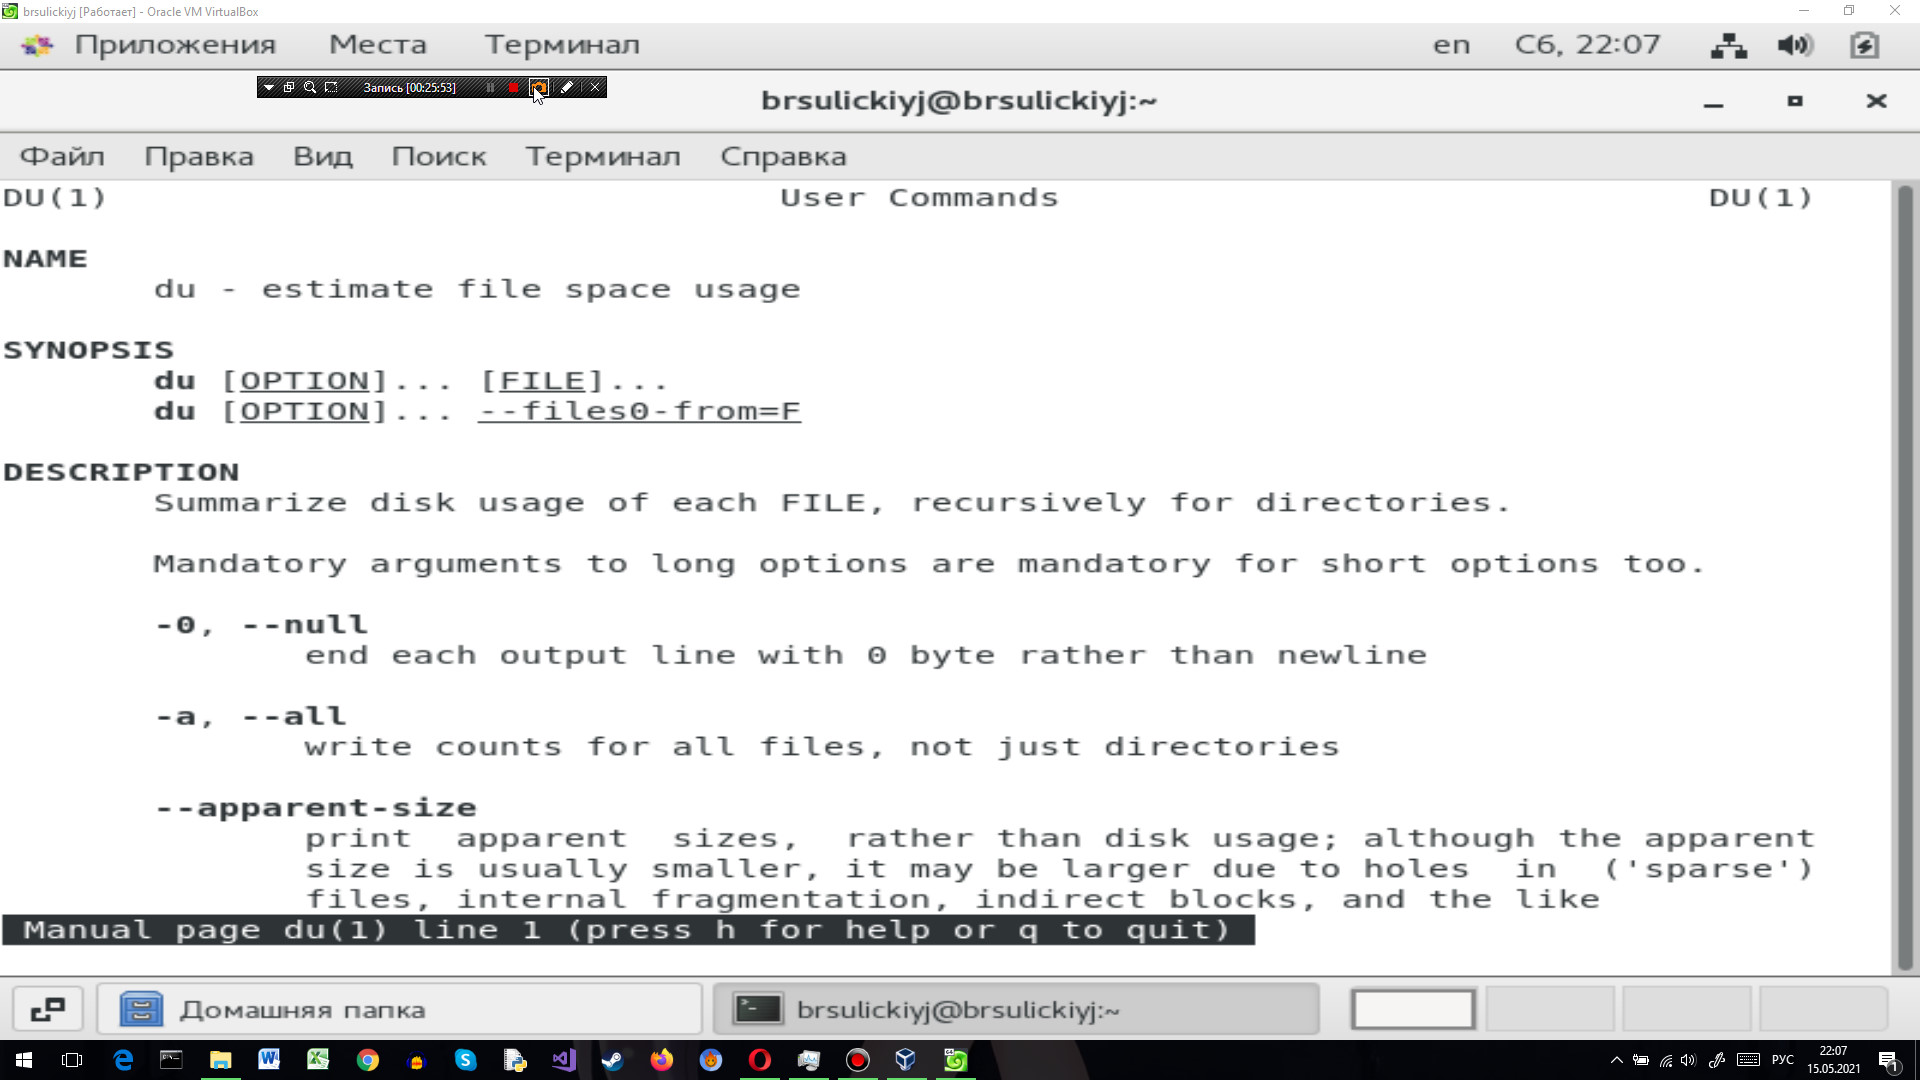 brsulickiyj [Работает] - Oracle VM VirtualBox
Приложения Места Терминал en Сб, 22:07
Запись [00:25:53]
brsulickiyj@brsulickiyj:~
Файл Правка Вид Поиск Терминал Справка
DU(1) User Commands DU(1)
NAME
du - estimate file space usage
SYNOPSIS
du [OPTION]... [FILE]...
du [OPTION]... --files0-from=F
DESCRIPTION
Summarize disk usage of each FILE, recursively for directories.
Mandatory arguments to long options are mandatory for short options too.
-0, --null
end each output line with 0 byte rather than newline
-a, --all
write counts for all files, not just directories
--apparent-size
print apparent sizes, rather than disk usage; although the apparent
size is usually smaller, it may be larger due to holes in ('sparse')
files, internal fragmentation, indirect blocks, and the like
Manual page du(1) line 1 (press h for help or q to quit)
Домашняя папка brsulickiyj@brsulickiyj:~
РУС 22:07
15.05.2021 1